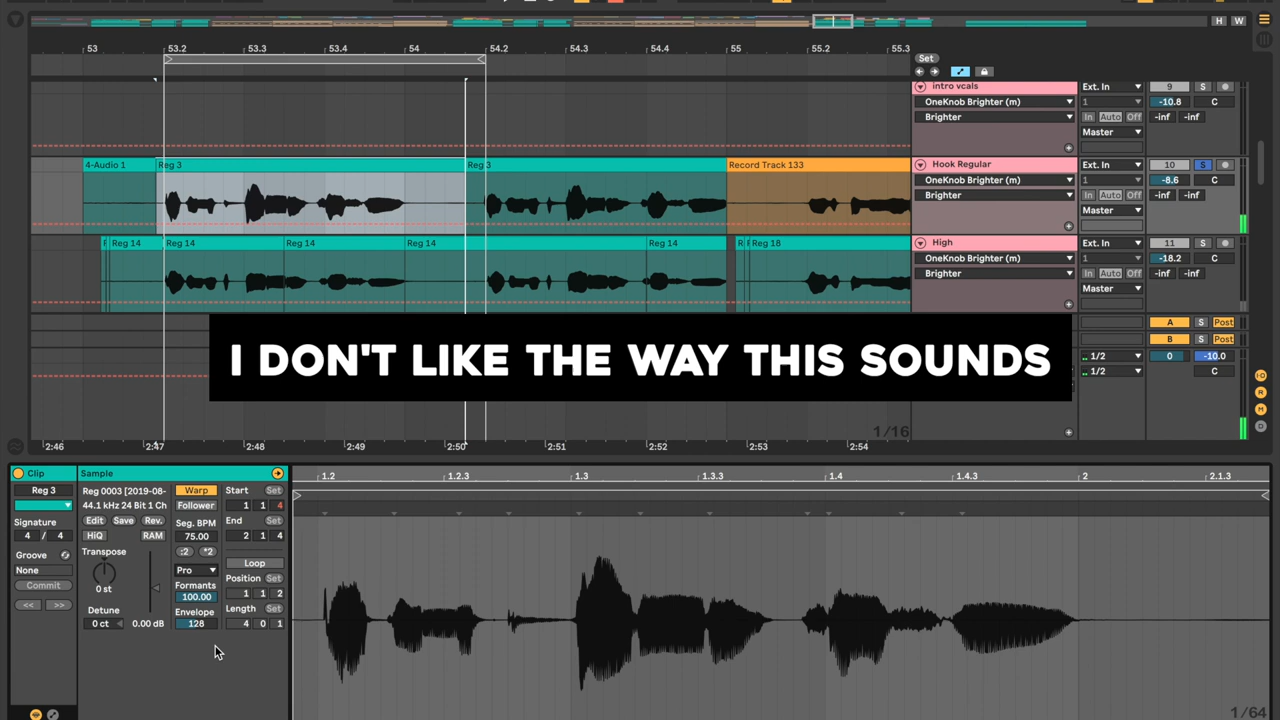 H W
53 53.2 53.3 53.4 54 54.2 54.3 54.4 55 55.2 55.3
Set
intro vcals Ext. In 9 S
OneKnob Brighter (m) 1 -10.8 C
Brighter In Auto Off -inf -inf
Master
4-Audio 1 Reg 3 Reg 3 Record Track 133 Hook Regular Ext. In 10 S
OneKnob Brighter (m) 1 -8.6 C
Brighter In Auto Off -inf -inf
Master
Reg 14 Reg 14 Reg 14 Reg 14 Reg 14 R Reg 18 High Ext. In 11 S
OneKnob Brighter (m) 1 -18.2 C
Brighter In Auto Off -inf -inf
Master
A S Post
B S Post
I DON'T LIKE THE WAY THIS SOUNDS
1/2 0 -10.0
1/2 C
1/16
2:46 2:47 2:48 2:49 2:50 2:52 2:53 2:54
Clip Sample
1.2 1.2.3 1.3 1.3.3 1.4 1.4.3 2 2.1.3
Reg 3 Reg 0003 [2019-08- Warp Start Set
44.1 kHz 24 Bit 1 Ch Follower 1 1 4
Signature Edit Save Rev. Seg. BPM End Set
4 / 4 HiQ RAM 75.00 2 1 4
Groove Transpose :2 *2 Loop
None Pro Position Set
Commit 0 st Formants 1 1 2
<< >> 100.00
Detune Envelope Length Set
0 ct 0.00 dB 128 4 0 1
1/64